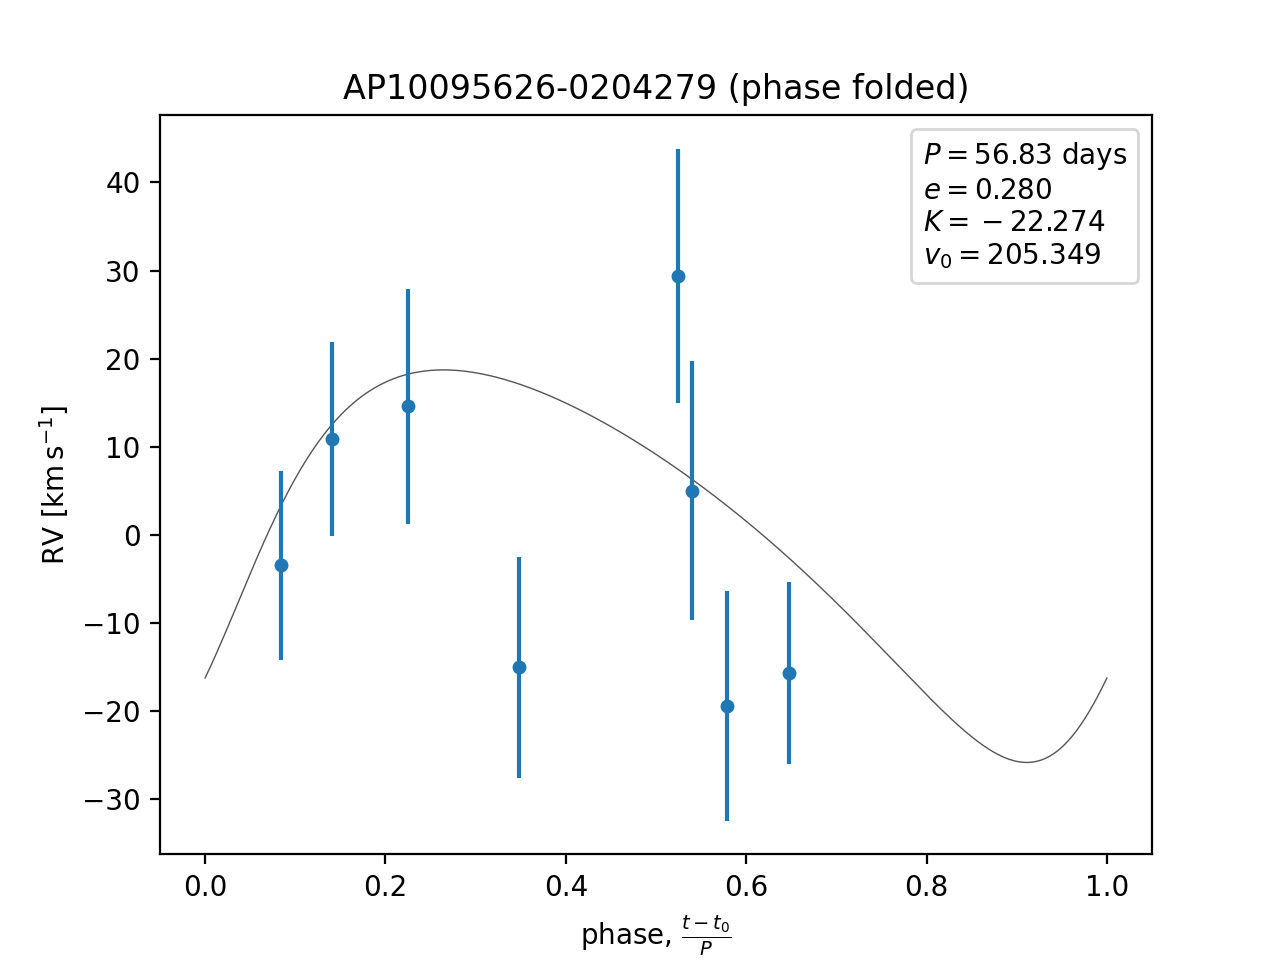 AP10095626-0204279 (phase folded)
P = 56.83 days
e = 0.280
K = −22.274
v₀ = 205.349
RV [km s⁻¹]
40
30
20
10
0
−10
−20
−30
0.0 0.2 0.4 0.6 0.8 1.0
phase, (t − t₀)/P